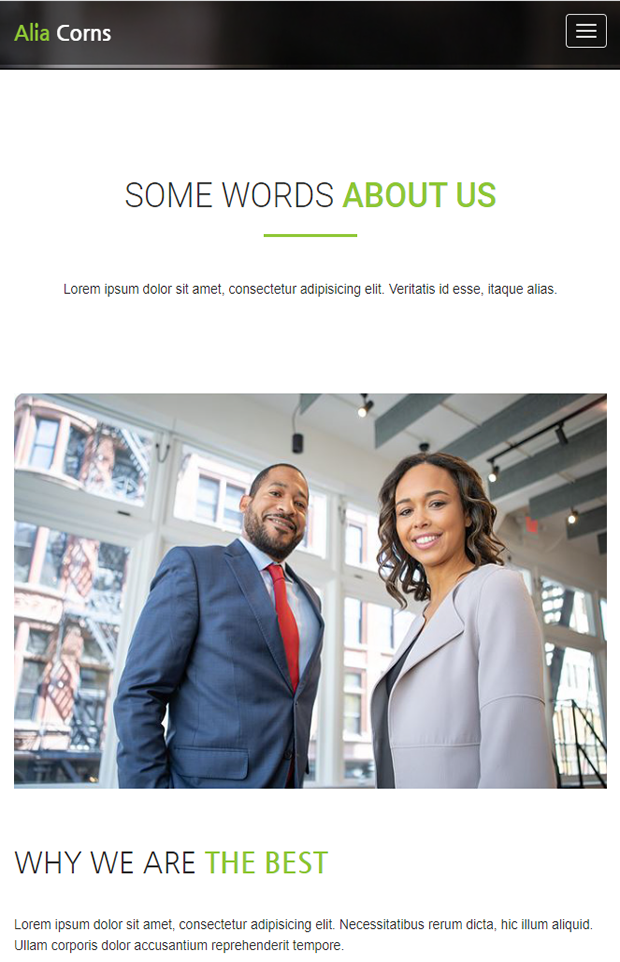 Alia Corns
SOME WORDS ABOUT US
Lorem ipsum dolor sit amet, consectetur adipisicing elit. Veritatis id esse, itaque alias.
WHY WE ARE THE BEST
Lorem ipsum dolor sit amet, consectetur adipisicing elit. Necessitatibus rerum dicta, hic illum aliquid.
Ullam corporis dolor accusantium reprehenderit tempore.